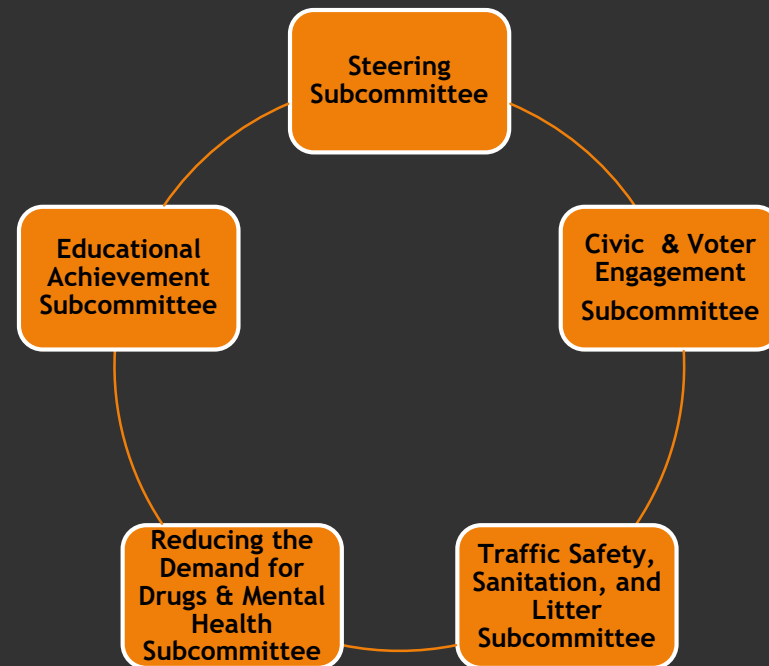 Steering
Subcommittee
Civic & Voter
Engagement
Subcommittee
Traffic Safety,
Sanitation, and
Litter
Subcommittee
Reducing the
Demand for
Drugs & Mental
Health
Subcommittee
Educational
Achievement
Subcommittee